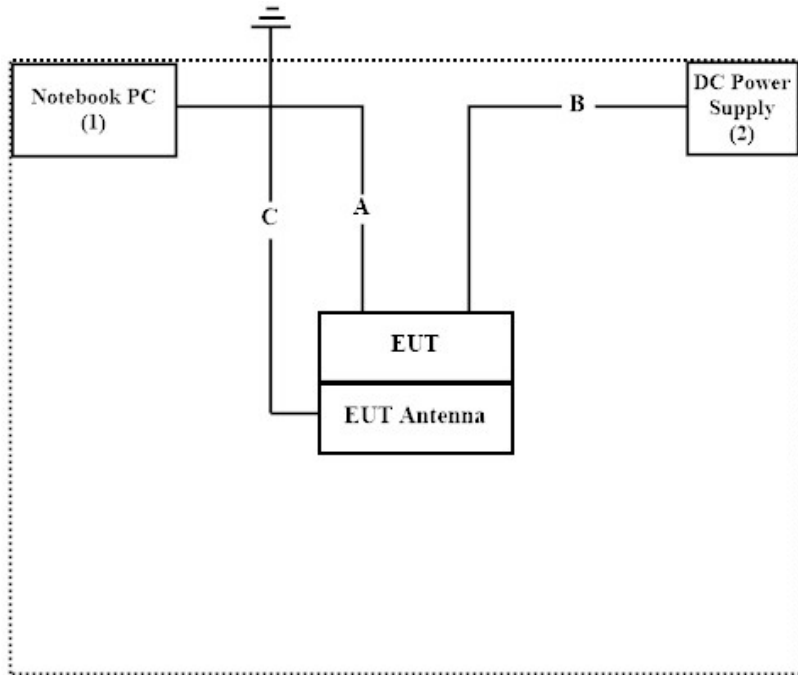 Notebook PC
(1)
DC Power
Supply
(2)
B
A
C
EUT
EUT Antenna